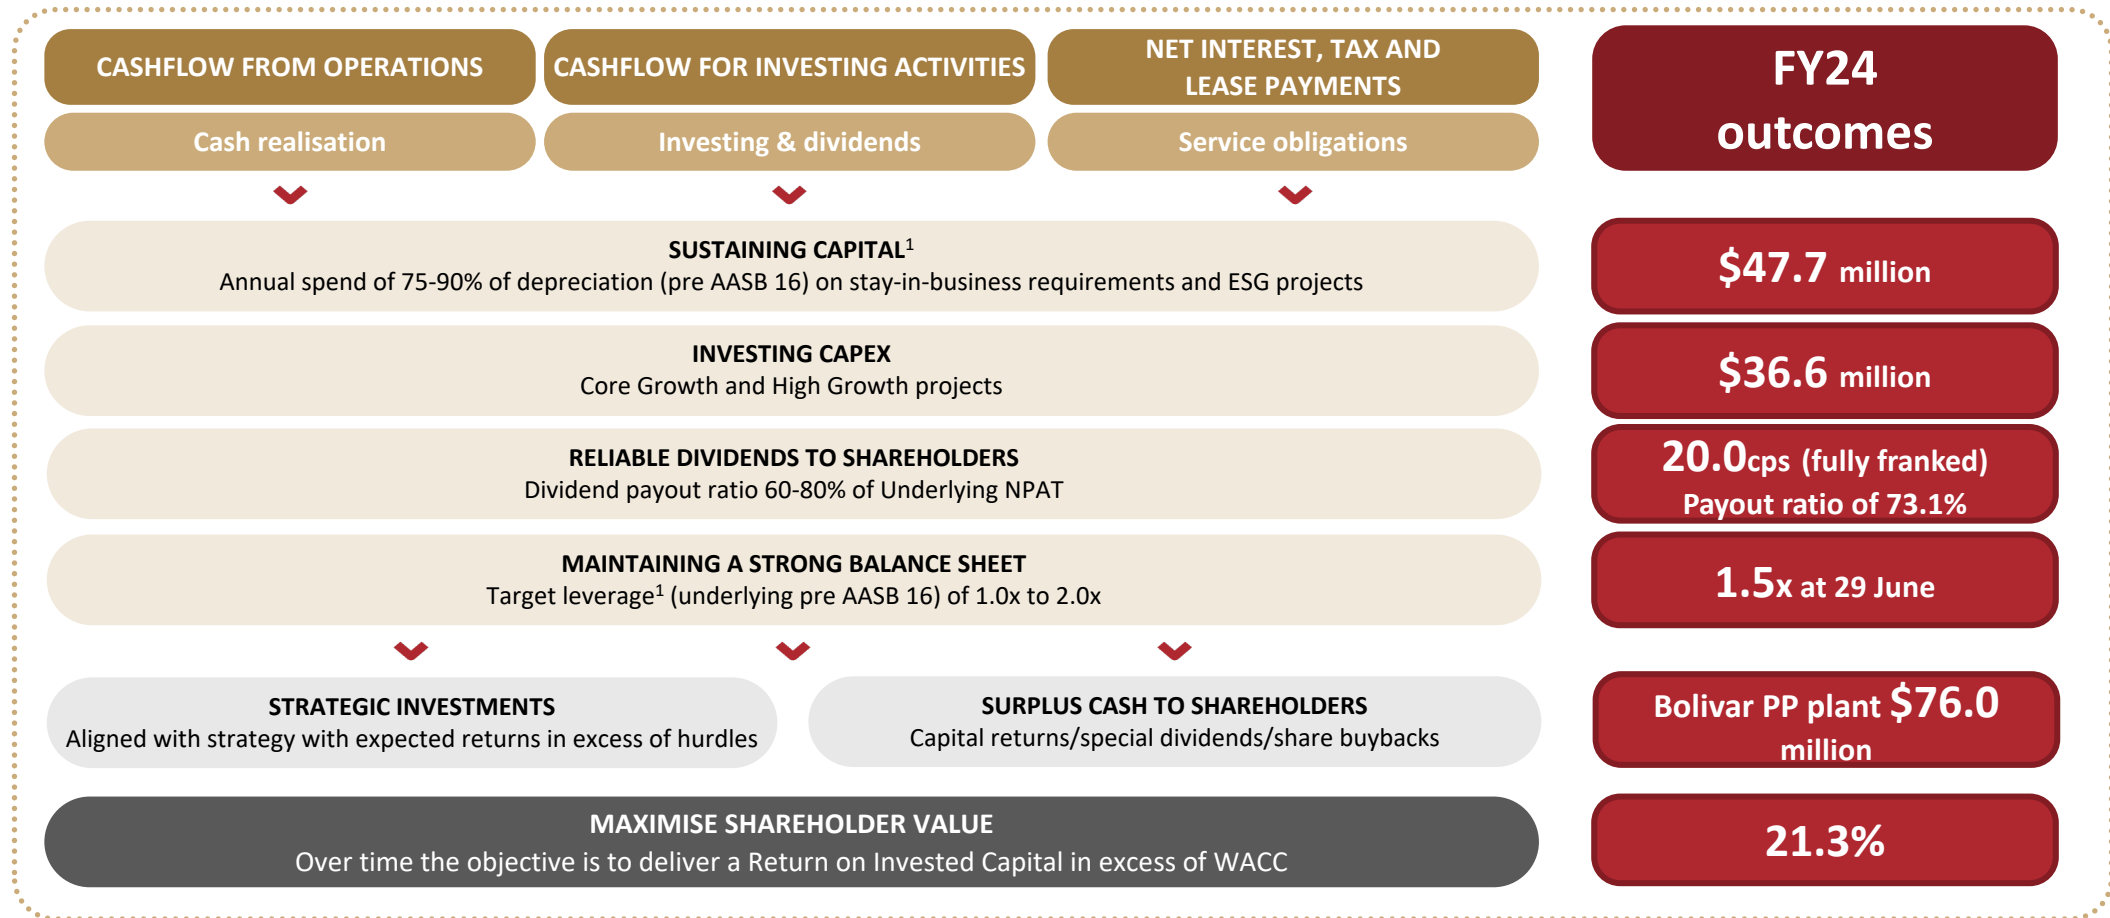 CASHFLOW FROM OPERATIONS
Cash realisation
CASHFLOW FOR INVESTING ACTIVITIES
Investing & dividends
NET INTEREST, TAX AND
LEASE PAYMENTS
Service obligations
FY24
outcomes
SUSTAINING CAPITAL¹
Annual spend of 75-90% of depreciation (pre AASB 16) on stay-in-business requirements and ESG projects
$47.7 million
INVESTING CAPEX
Core Growth and High Growth projects
$36.6 million
RELIABLE DIVIDENDS TO SHAREHOLDERS
Dividend payout ratio 60-80% of Underlying NPAT
20.0cps (fully franked)
Payout ratio of 73.1%
MAINTAINING A STRONG BALANCE SHEET
Target leverage¹ (underlying pre AASB 16) of 1.0x to 2.0x
1.5x at 29 June
STRATEGIC INVESTMENTS
Aligned with strategy with expected returns in excess of hurdles
SURPLUS CASH TO SHAREHOLDERS
Capital returns/special dividends/share buybacks
Bolivar PP plant $76.0
million
MAXIMISE SHAREHOLDER VALUE
Over time the objective is to deliver a Return on Invested Capital in excess of WACC
21.3%